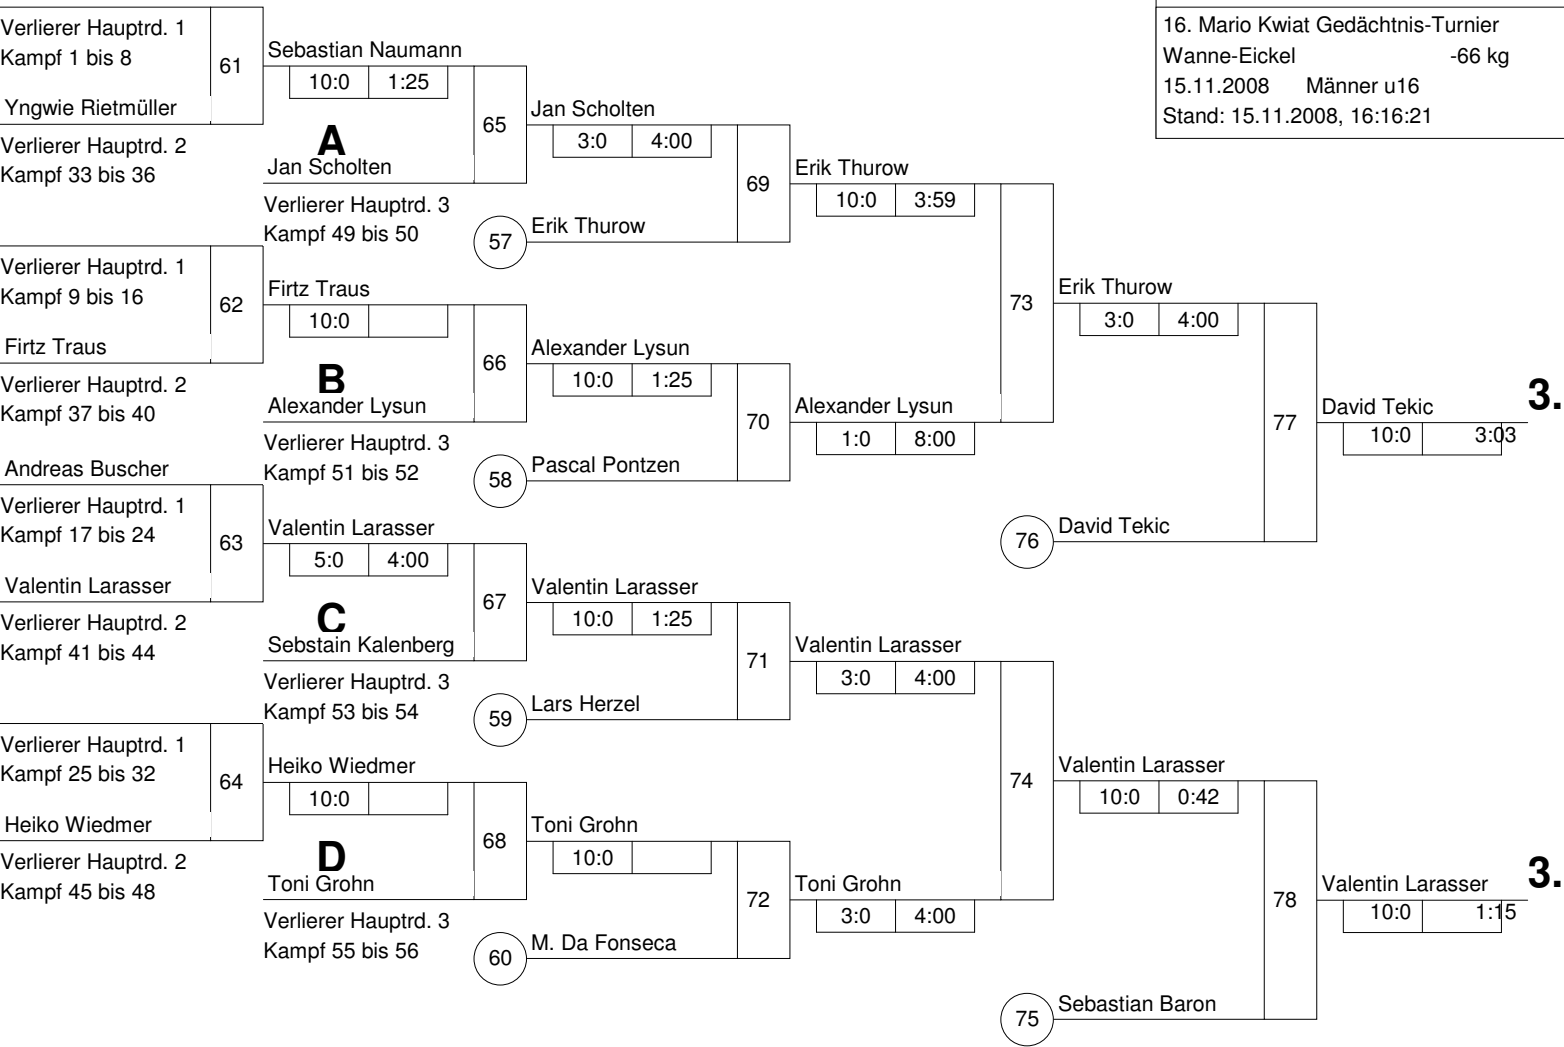 16. Mario Kwiat Gedächtnis-Turnier
Wanne-Eickel -66 kg
15.11.2008 Männer u16
Stand: 15.11.2008, 16:16:21
Verlierer Hauptrd. 1
Kampf 1 bis 8
61
Yngwie Rietmüller
Verlierer Hauptrd. 2
Kampf 33 bis 36
Sebastian Naumann
10:0 1:25
A
65
Jan Scholten
Verlierer Hauptrd. 3
Kampf 49 bis 50
Jan Scholten
3:0 4:00
69
57 Erik Thurow
Erik Thurow
10:0 3:59
Verlierer Hauptrd. 1
Kampf 9 bis 16
62
Firtz Traus
Verlierer Hauptrd. 2
Kampf 37 bis 40
Firtz Traus
10:0
B
66
Alexander Lysun
Verlierer Hauptrd. 3
Kampf 51 bis 52
Alexander Lysun
10:0 1:25
70
58 Pascal Pontzen
Alexander Lysun
1:0 8:00
73
Erik Thurow
3:0 4:00
77
76 David Tekic
David Tekic
10:0 3:03
3.
Andreas Buscher
Verlierer Hauptrd. 1
Kampf 17 bis 24
63
Valentin Larasser
Verlierer Hauptrd. 2
Kampf 41 bis 44
Valentin Larasser
5:0 4:00
C
67
Sebstain Kalenberg
Verlierer Hauptrd. 3
Kampf 53 bis 54
Valentin Larasser
10:0 1:25
71
59 Lars Herzel
Valentin Larasser
3:0 4:00
Verlierer Hauptrd. 1
Kampf 25 bis 32
64
Heiko Wiedmer
Verlierer Hauptrd. 2
Kampf 45 bis 48
Heiko Wiedmer
10:0
D
68
Toni Grohn
Verlierer Hauptrd. 3
Kampf 55 bis 56
Toni Grohn
10:0
72
60 M. Da Fonseca
Toni Grohn
3:0 4:00
74
Valentin Larasser
10:0 0:42
78
75 Sebastian Baron
Valentin Larasser
10:0 1:15
3.